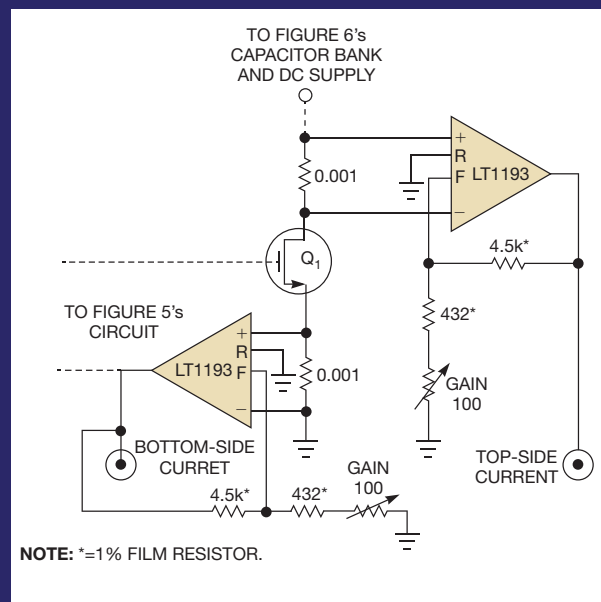 TO FIGURE 6's
CAPACITOR BANK
AND DC SUPPLY
+
R
F
LT1193
−
0.001
4.5k*
Q1
432*
TO FIGURE 5's
CIRCUIT
+
R
F
LT1193
−
0.001
GAIN
100
BOTTOM-SIDE
CURRET
GAIN
100
TOP-SIDE
CURRENT
4.5k*
432*
NOTE: *=1% FILM RESISTOR.